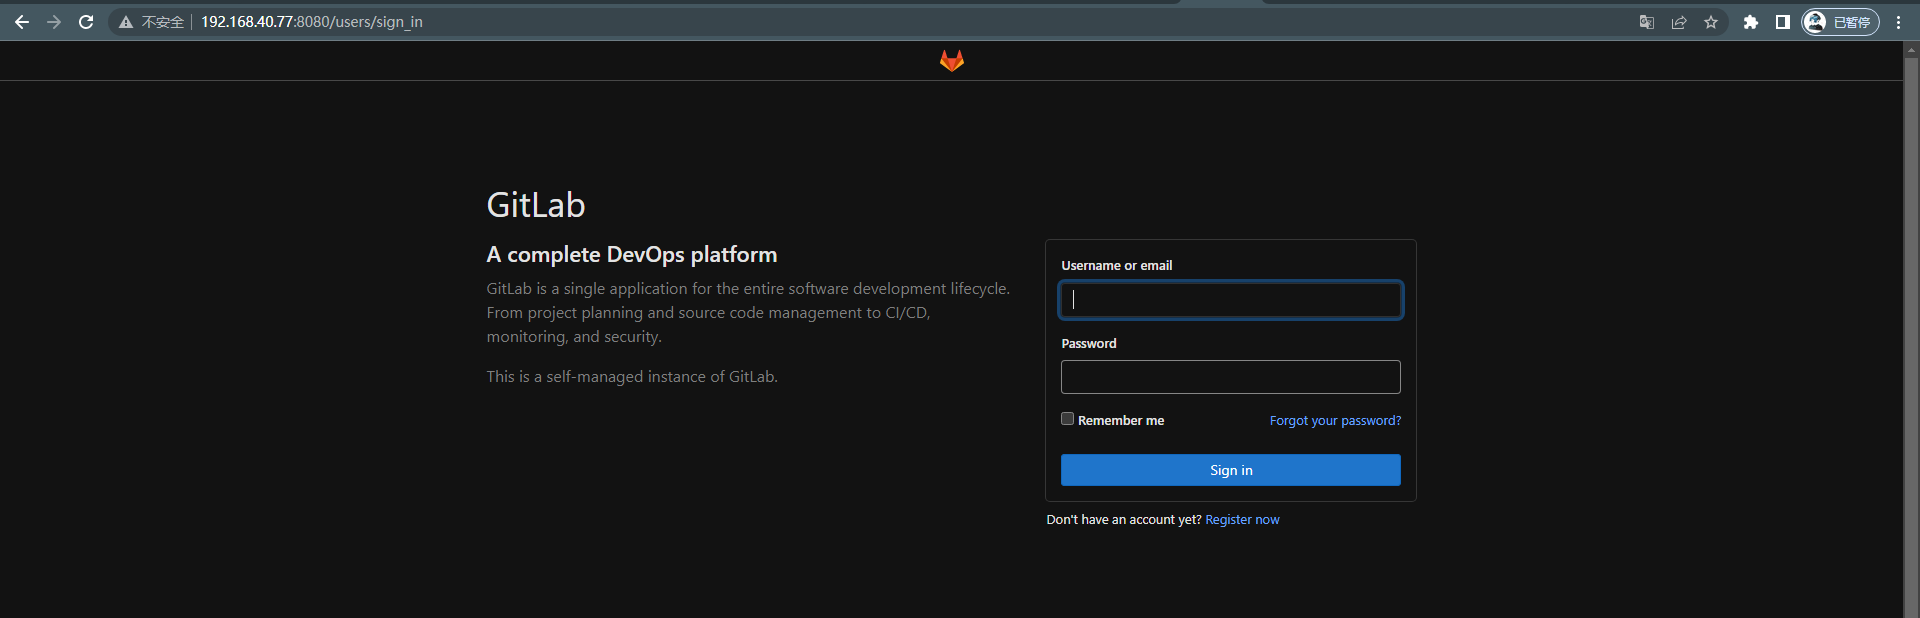 不安全 192.168.40.77:8080/users/sign_in 已暂停
GitLab
A complete DevOps platform
GitLab is a single application for the entire software development lifecycle.
From project planning and source code management to CI/CD,
monitoring, and security.
This is a self-managed instance of GitLab.
Username or email
Password
Remember me Forgot your password?
Sign in
Don't have an account yet? Register now